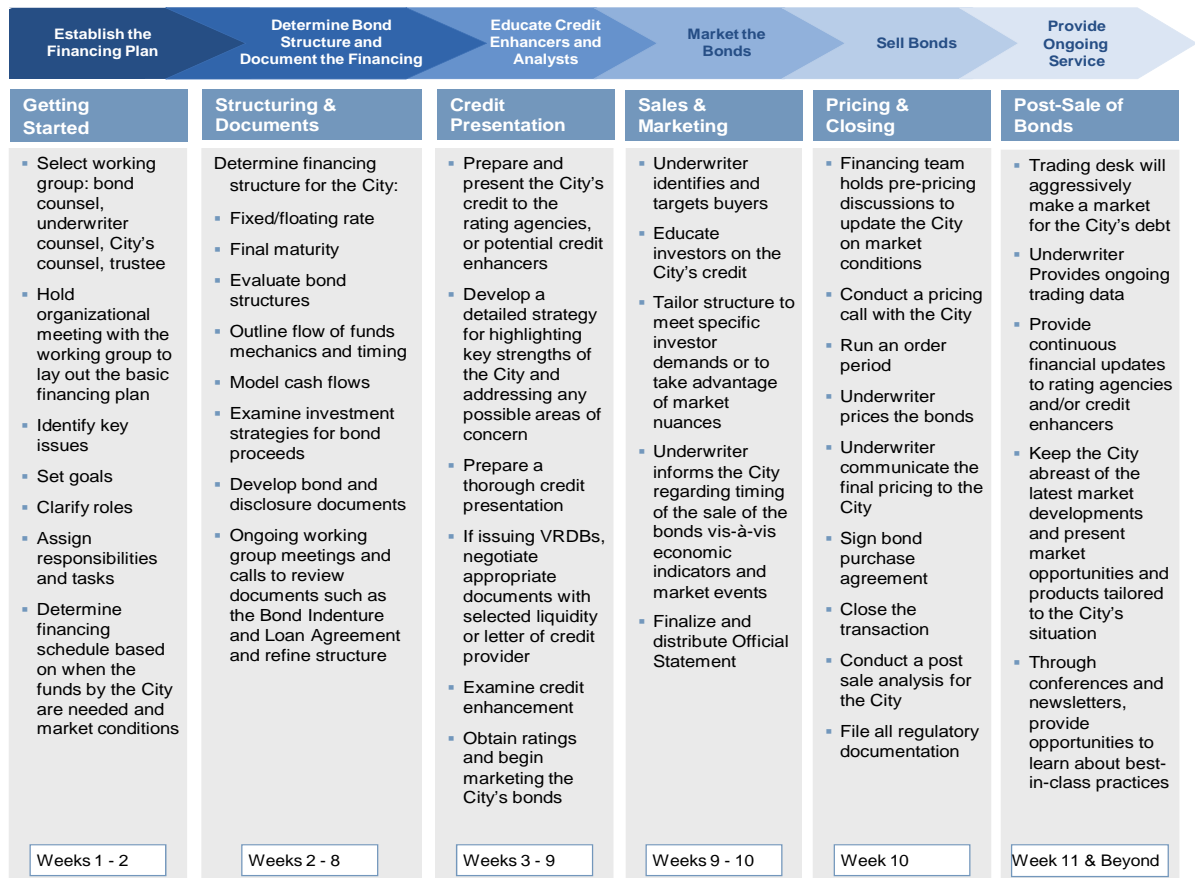 Establish the
Financing Plan
Determine Bond
Structure and
Document the Financing
Educate Credit
Enhancers and
Analysts
Market the
Bonds
Sell Bonds
Provide
Ongoing
Service
Getting
Started
Select working
group: bond
counsel,
underwriter
counsel, City's
counsel, trustee
Hold
organizational
meeting with the
working group to
lay out the basic
financing plan
Identify key
issues
Set goals
Clarify roles
Assign
responsibilities
and tasks
Determine
financing
schedule based
on when the
funds by the City
are needed and
market conditions
Weeks 1 - 2
Structuring &
Documents
Determine financing
structure for the City:
Fixed/floating rate
Final maturity
Evaluate bond
structures
Outline flow of funds
mechanics and timing
Model cash flows
Examine investment
strategies for bond
proceeds
Develop bond and
disclosure documents
Ongoing working
group meetings and
calls to review
documents such as
the Bond Indenture
and Loan Agreement
and refine structure
Weeks 2 - 8
Credit
Presentation
Prepare and
present the City's
credit to the
rating agencies,
or potential credit
enhancers
Develop a
detailed strategy
for highlighting
key strengths of
the City and
addressing any
possible areas of
concern
Prepare a
thorough credit
presentation
If issuing VRDBs,
negotiate
appropriate
documents with
selected liquidity
or letter of credit
provider
Examine credit
enhancement
Obtain ratings
and begin
marketing the
City's bonds
Weeks 3 - 9
Sales &
Marketing
Underwriter
identifies and
targets buyers
Educate
investors on the
City's credit
Tailor structure to
meet specific
investor
demands or to
take advantage
of market
nuances
Underwriter
informs the City
regarding timing
of the sale of the
bonds vis-à-vis
economic
indicators and
market events
Finalize and
distribute Official
Statement
Weeks 9 - 10
Pricing &
Closing
Financing team
holds pre-pricing
discussions to
update the City
on market
conditions
Conduct a pricing
call with the City
Run an order
period
Underwriter
prices the bonds
Underwriter
communicate the
final pricing to the
City
Sign bond
purchase
agreement
Close the
transaction
Conduct a post
sale analysis for
the City
File all regulatory
documentation
Week 10
Post-Sale of
Bonds
Trading desk will
aggressively
make a market
for the City's debt
Underwriter
Provides ongoing
trading data
Provide
continuous
financial updates
to rating agencies
and/or credit
enhancers
Keep the City
abreast of the
latest market
developments
and present
market
opportunities and
products tailored
to the City's
situation
Through
conferences and
newsletters,
provide
opportunities to
learn about best-
in-class practices
Week 11 & Beyond